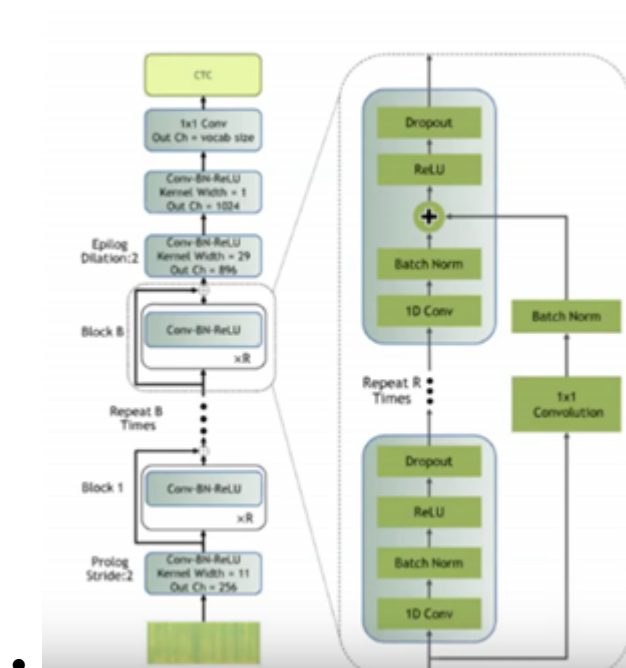 CTC
1x1 Conv
Out Ch = vocab size
Conv-BN-ReLU
Kernel Width = 1
Out Ch = 1024
Epilog
Dilation:2
Conv-BN-ReLU
Kernel Width = 29
Out Ch = 896
Block B
Conv-BN-ReLU
×R
Repeat B
Times
Block 1
Conv-BN-ReLU
×R
Prolog
Stride:2
Conv-BN-ReLU
Kernel Width = 11
Out Ch = 256
Dropout
ReLU
+
Batch Norm
1D Conv
Repeat R
Times
Dropout
ReLU
Batch Norm
1D Conv
Batch Norm
1x1
Convolution